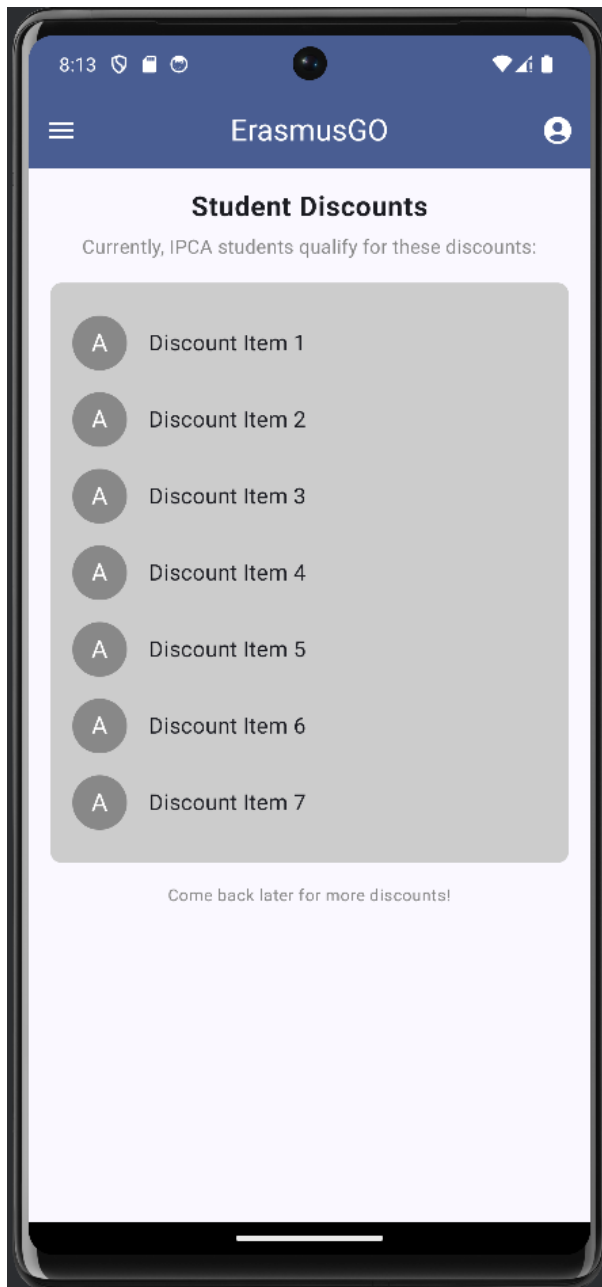 8:13
ErasmusGO
Student Discounts
Currently, IPCA students qualify for these discounts:
A Discount Item 1
A Discount Item 2
A Discount Item 3
A Discount Item 4
A Discount Item 5
A Discount Item 6
A Discount Item 7
Come back later for more discounts!